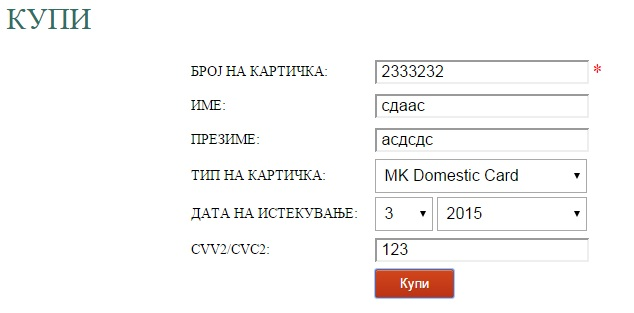 КУПИ
БРОЈ НА КАРТИЧКА: 2333232 *
ИМЕ: сдаас
ПРЕЗИМЕ: асдсдс
ТИП НА КАРТИЧКА: MK Domestic Card
ДАТА НА ИСТЕКУВАЊЕ: 3 2015
CVV2/CVC2: 123
Купи